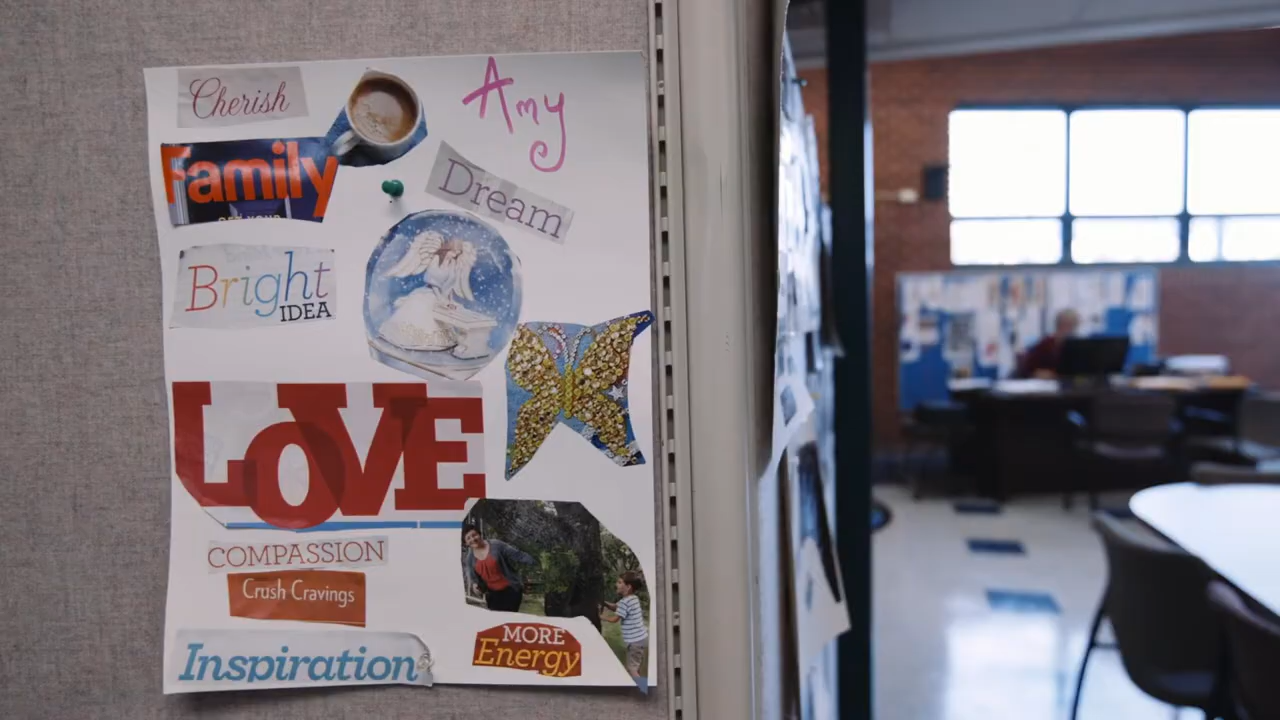 Cherish
Amy
Family
Dream
Bright
IDEA
LOVE
COMPASSION
Crush Cravings
MORE
Energy
Inspiration